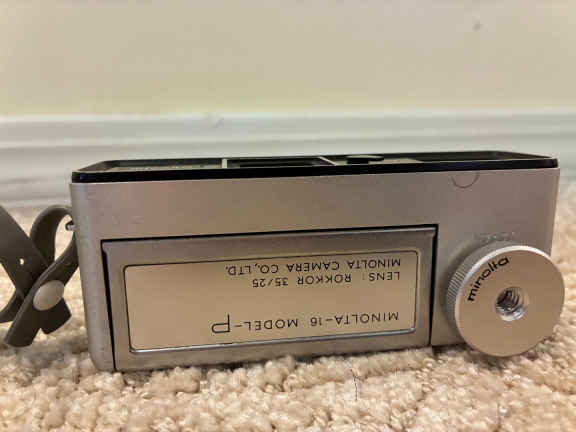 MINOLTA-16 MODEL-P
LENS: ROKKOR 35/25
MINOLTA CAMERA CO., LTD.
minolta